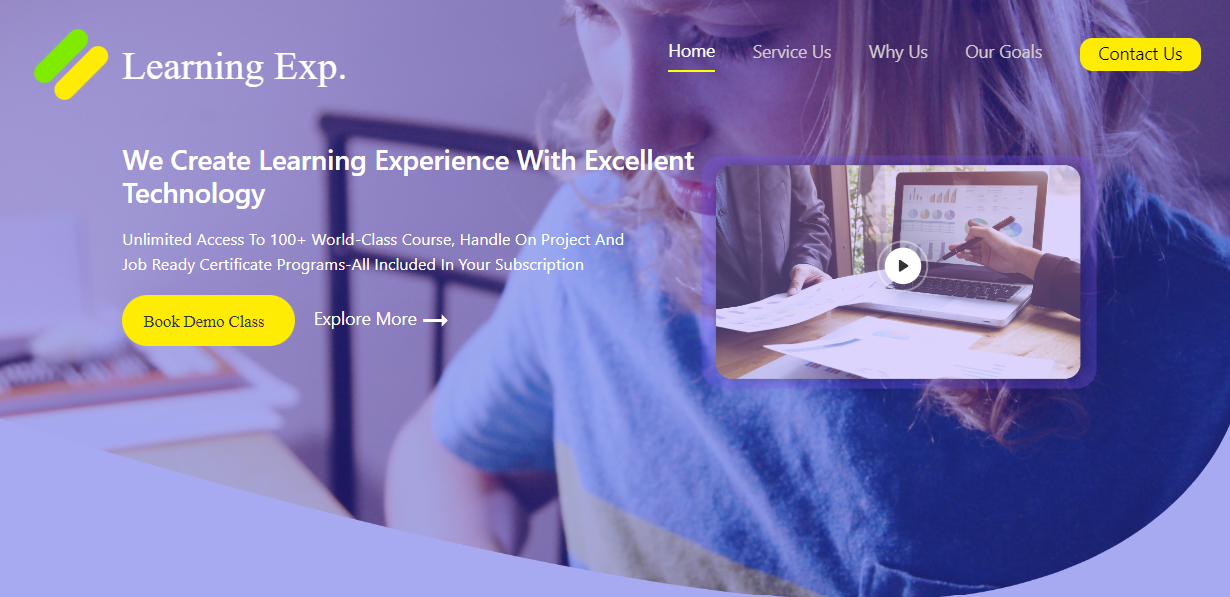 Learning Exp.
Home
Service Us
Why Us
Our Goals
Contact Us
We Create Learning Experience With Excellent
Technology
Unlimited Access To 100+ World-Class Course, Handle On Project And
Job Ready Certificate Programs-All Included In Your Subscription
Book Demo Class
Explore More